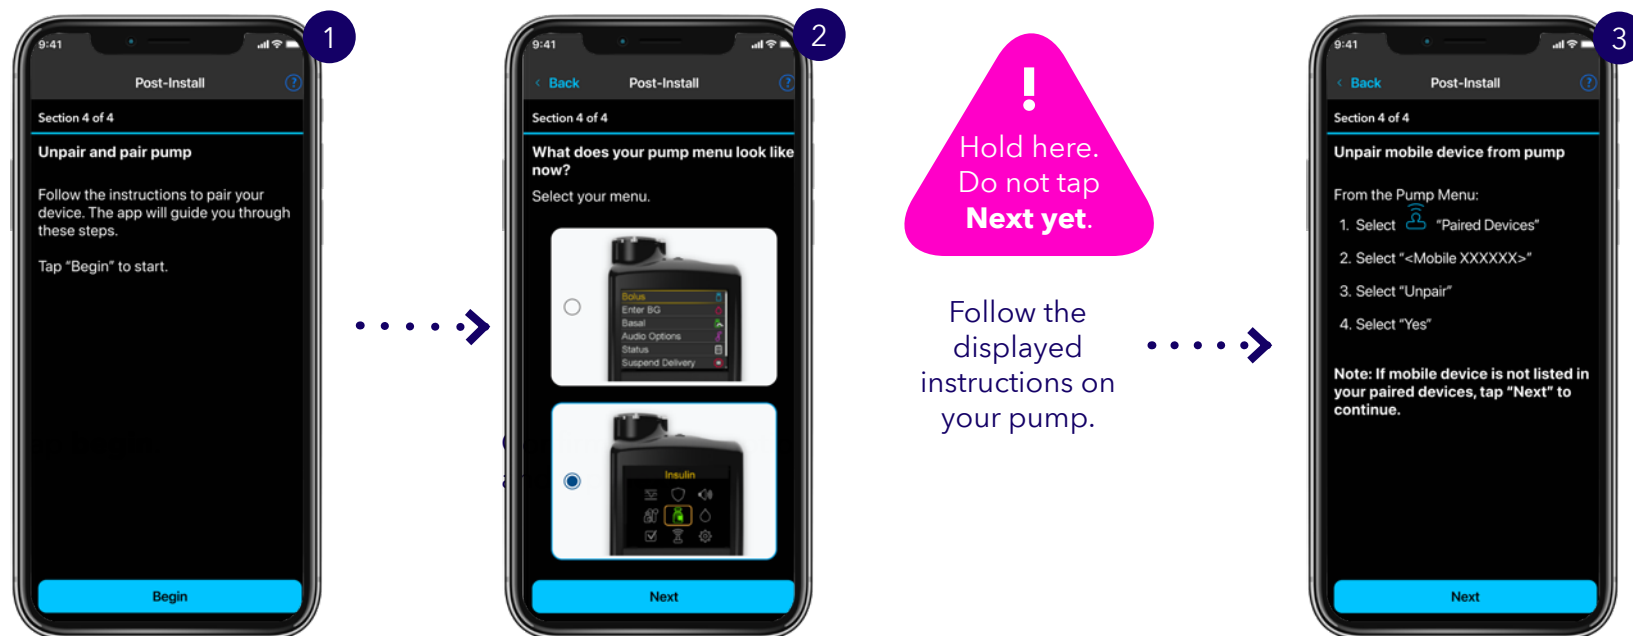 1
9:41
Post-Install
?
Section 4 of 4
Unpair and pair pump
Follow the instructions to pair your
device. The app will guide you through
these steps.
Tap “Begin” to start.
Begin
2
9:41
< Back
Post-Install
?
Section 4 of 4
What does your pump menu look like
now?
Select your menu.
Bolus
Enter BG
Basal
Audio Options
Status
Suspend Delivery
Insulin
Next
!
Hold here.
Do not tap
Next yet.
Follow the
displayed
instructions on
your pump.
3
9:41
< Back
Post-Install
?
Section 4 of 4
Unpair mobile device from pump
From the Pump Menu:
1. Select “Paired Devices”
2. Select “<Mobile XXXXXX>”
3. Select “Unpair”
4. Select “Yes”
Note: If mobile device is not listed in
your paired devices, tap “Next” to
continue.
Next